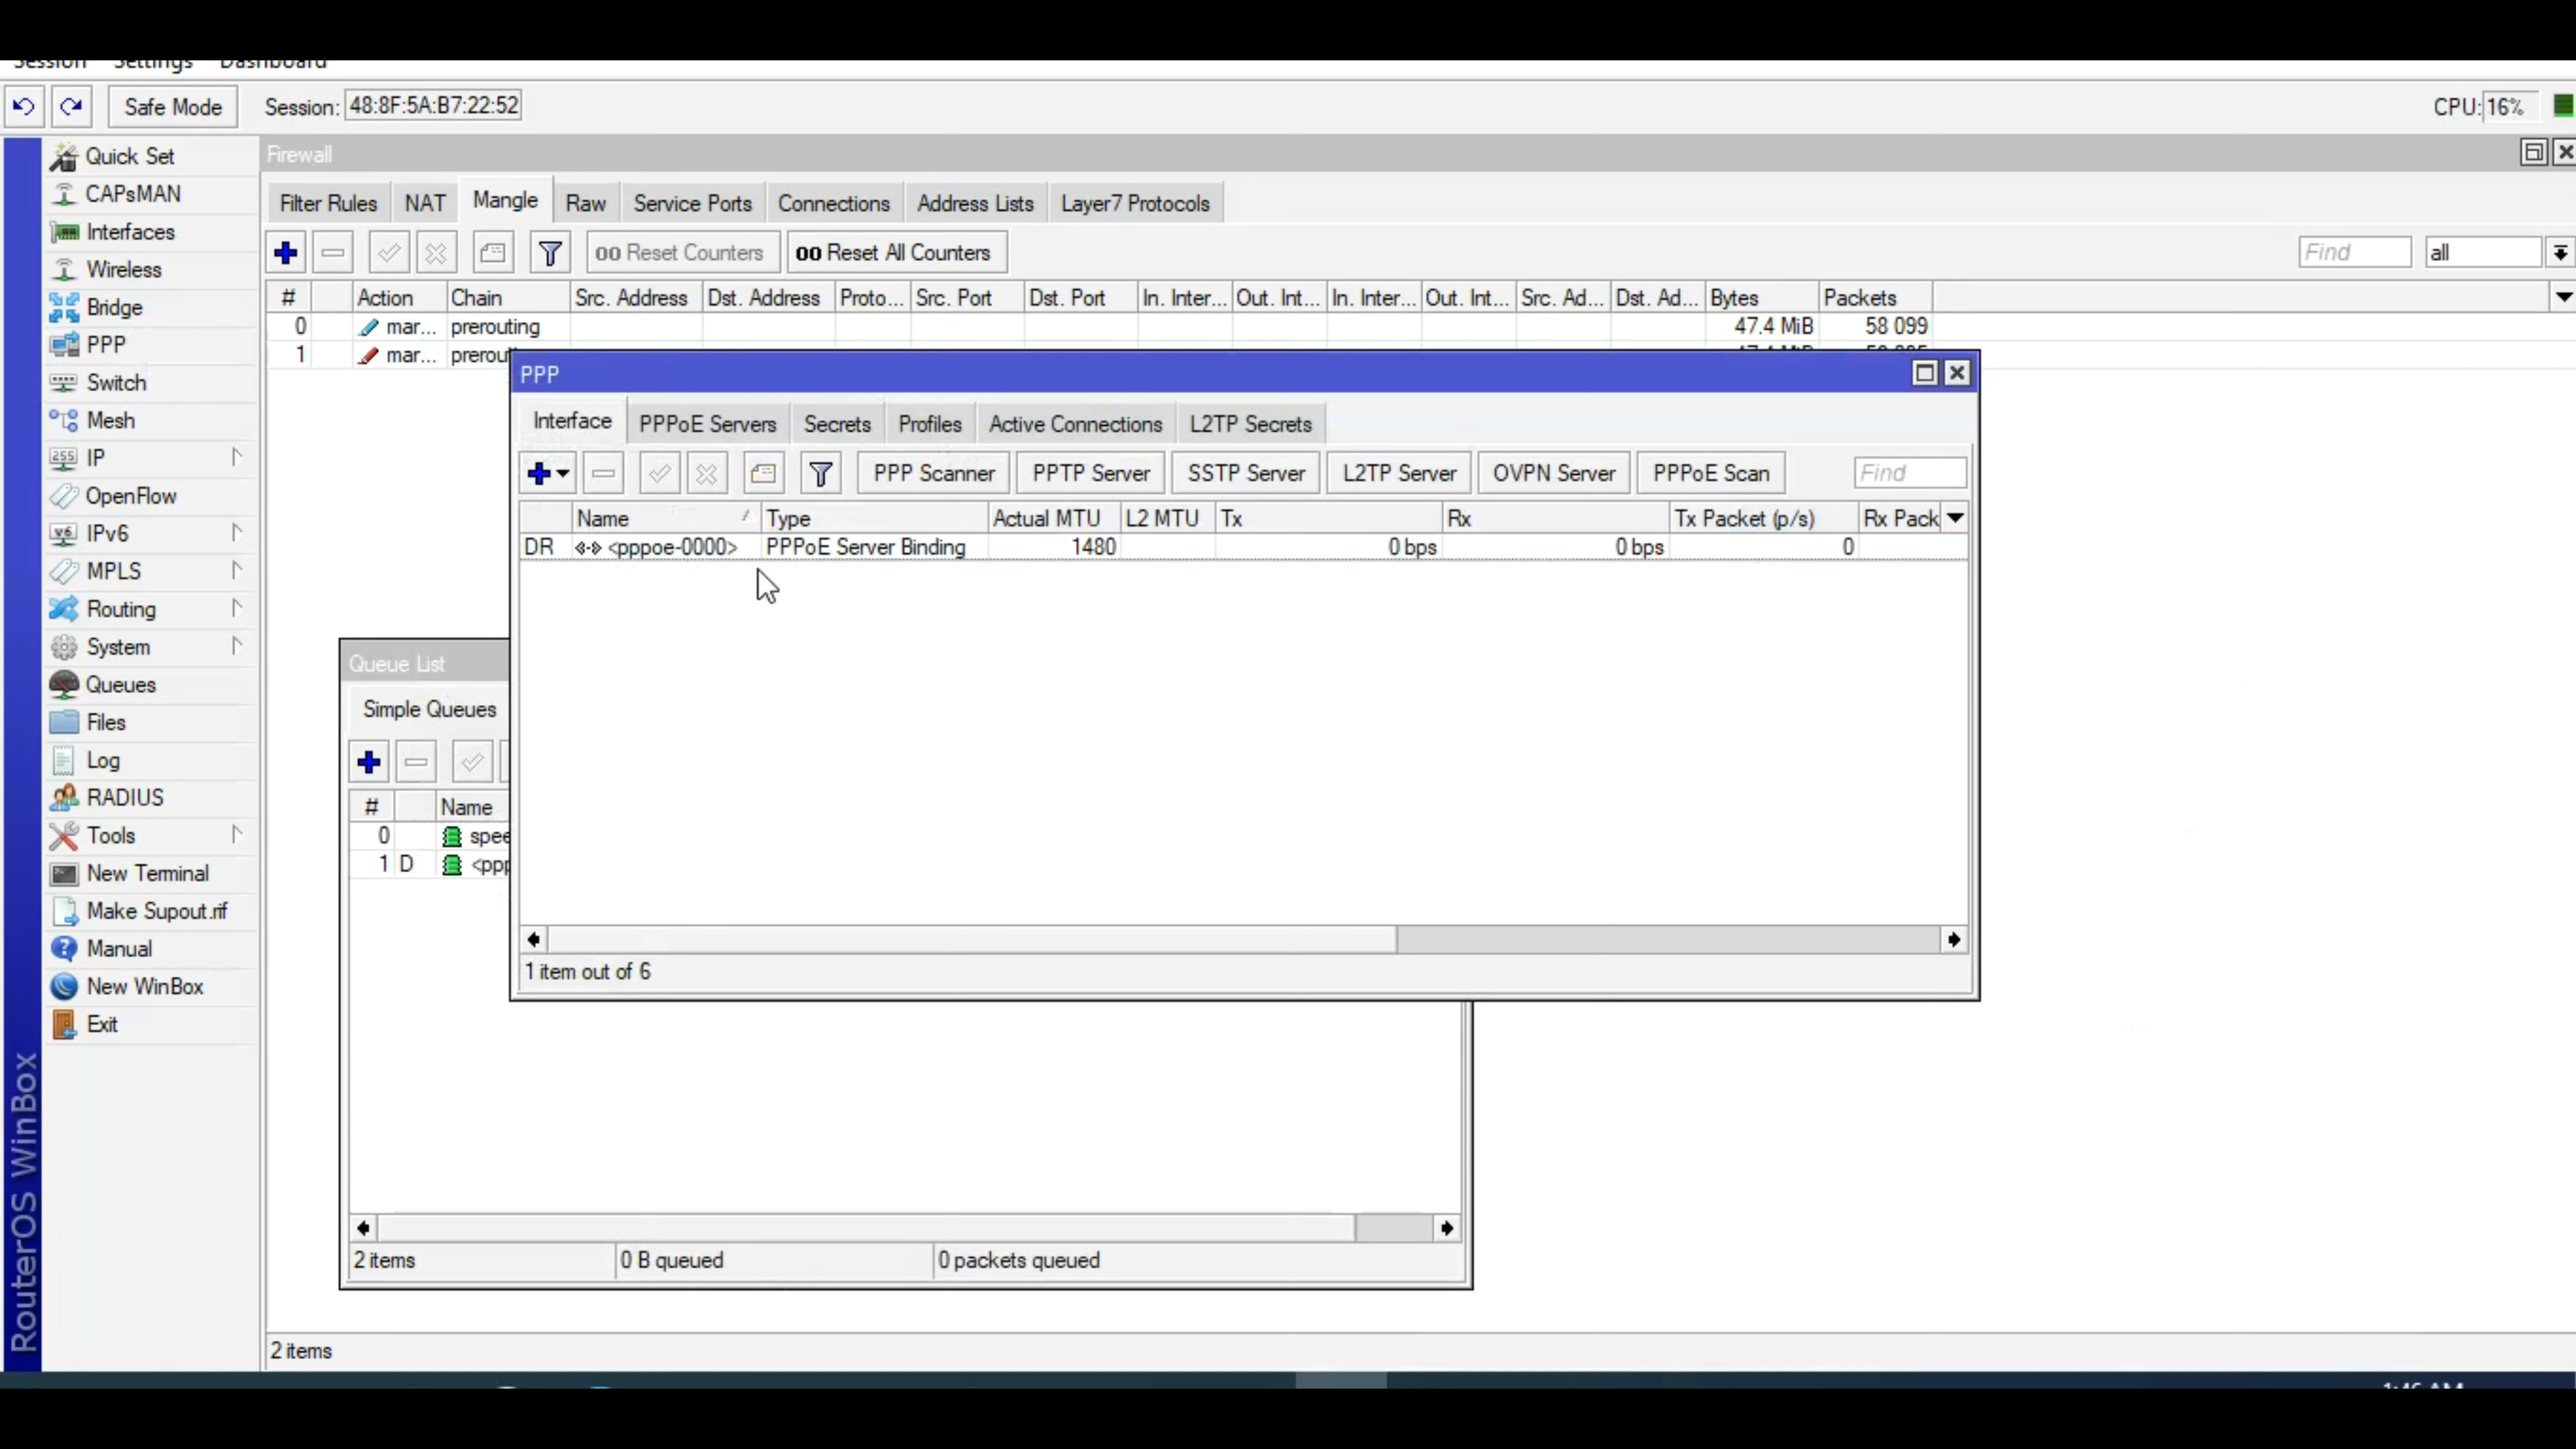 Session Settings Dashboard
Safe Mode Session: 48:8F:5A:B7:22:52 CPU: 16%
Quick Set
CAPsMAN
Interfaces
Wireless
Bridge
PPP
Switch
Mesh
IP
OpenFlow
IPv6
MPLS
Routing
System
Queues
Files
Log
RADIUS
Tools
New Terminal
Make Supout.rif
Manual
New WinBox
Exit
RouterOS WinBox
Firewall
Filter Rules NAT Mangle Raw Service Ports Connections Address Lists Layer7 Protocols
00 Reset Counters 00 Reset All Counters Find all
# Action Chain Src. Address Dst. Address Proto... Src. Port Dst. Port In. Inter... Out. Int... In. Inter... Out. Int... Src. Ad... Dst. Ad... Bytes Packets
0 mar... prerouting 47.4 MiB 58 099
1 mar...
PPP
Interface PPPoE Servers Secrets Profiles Active Connections L2TP Secrets
PPP Scanner PPTP Server SSTP Server L2TP Server OVPN Server PPPoE Scan Find
Name Type Actual MTU L2 MTU Tx Rx Tx Packet (p/s) Rx Pack
DR <pppoe-0000> PPPoE Server Binding 1480 0 bps 0 bps 0
1 item out of 6
Queue List
Simple Queues
# Name
0 spee
1 D <ppp
2 items 0 B queued 0 packets queued
2 items